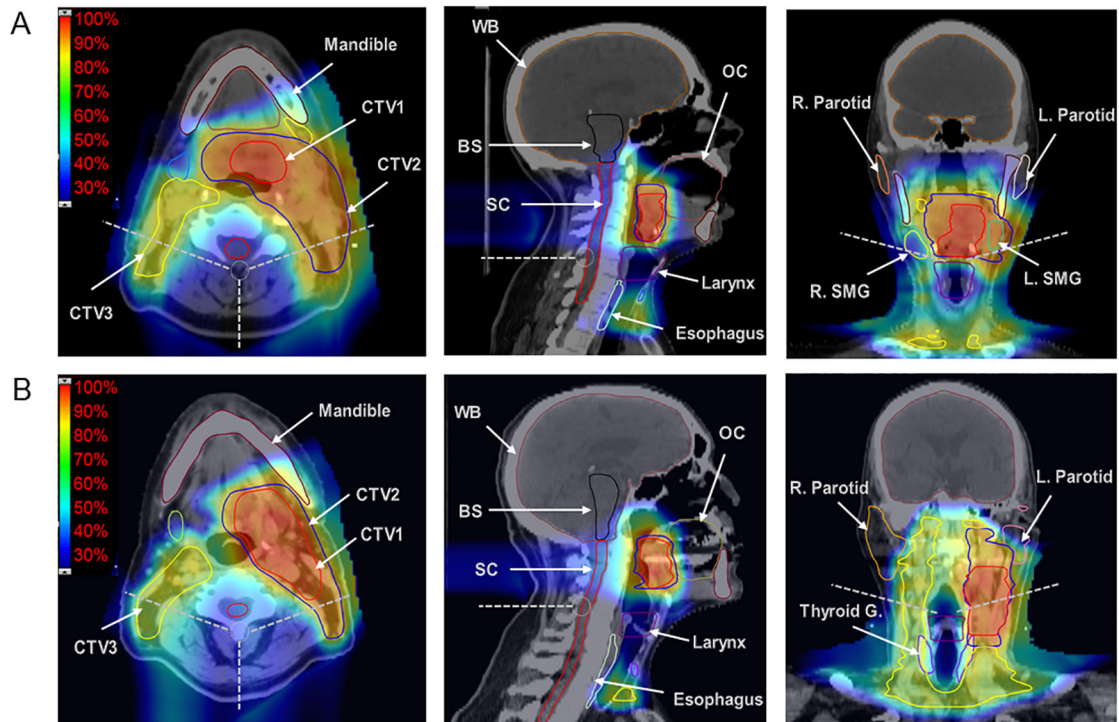 A
100%
90%
80%
70%
60%
50%
40%
30%
Mandible
CTV1
CTV2
CTV3
WB
OC
BS
SC
Larynx
Esophagus
R. Parotid
L. Parotid
R. SMG
L. SMG
B
100%
90%
80%
70%
60%
50%
40%
30%
Mandible
CTV2
CTV1
CTV3
WB
OC
BS
SC
Larynx
Esophagus
R. Parotid
L. Parotid
Thyroid G.